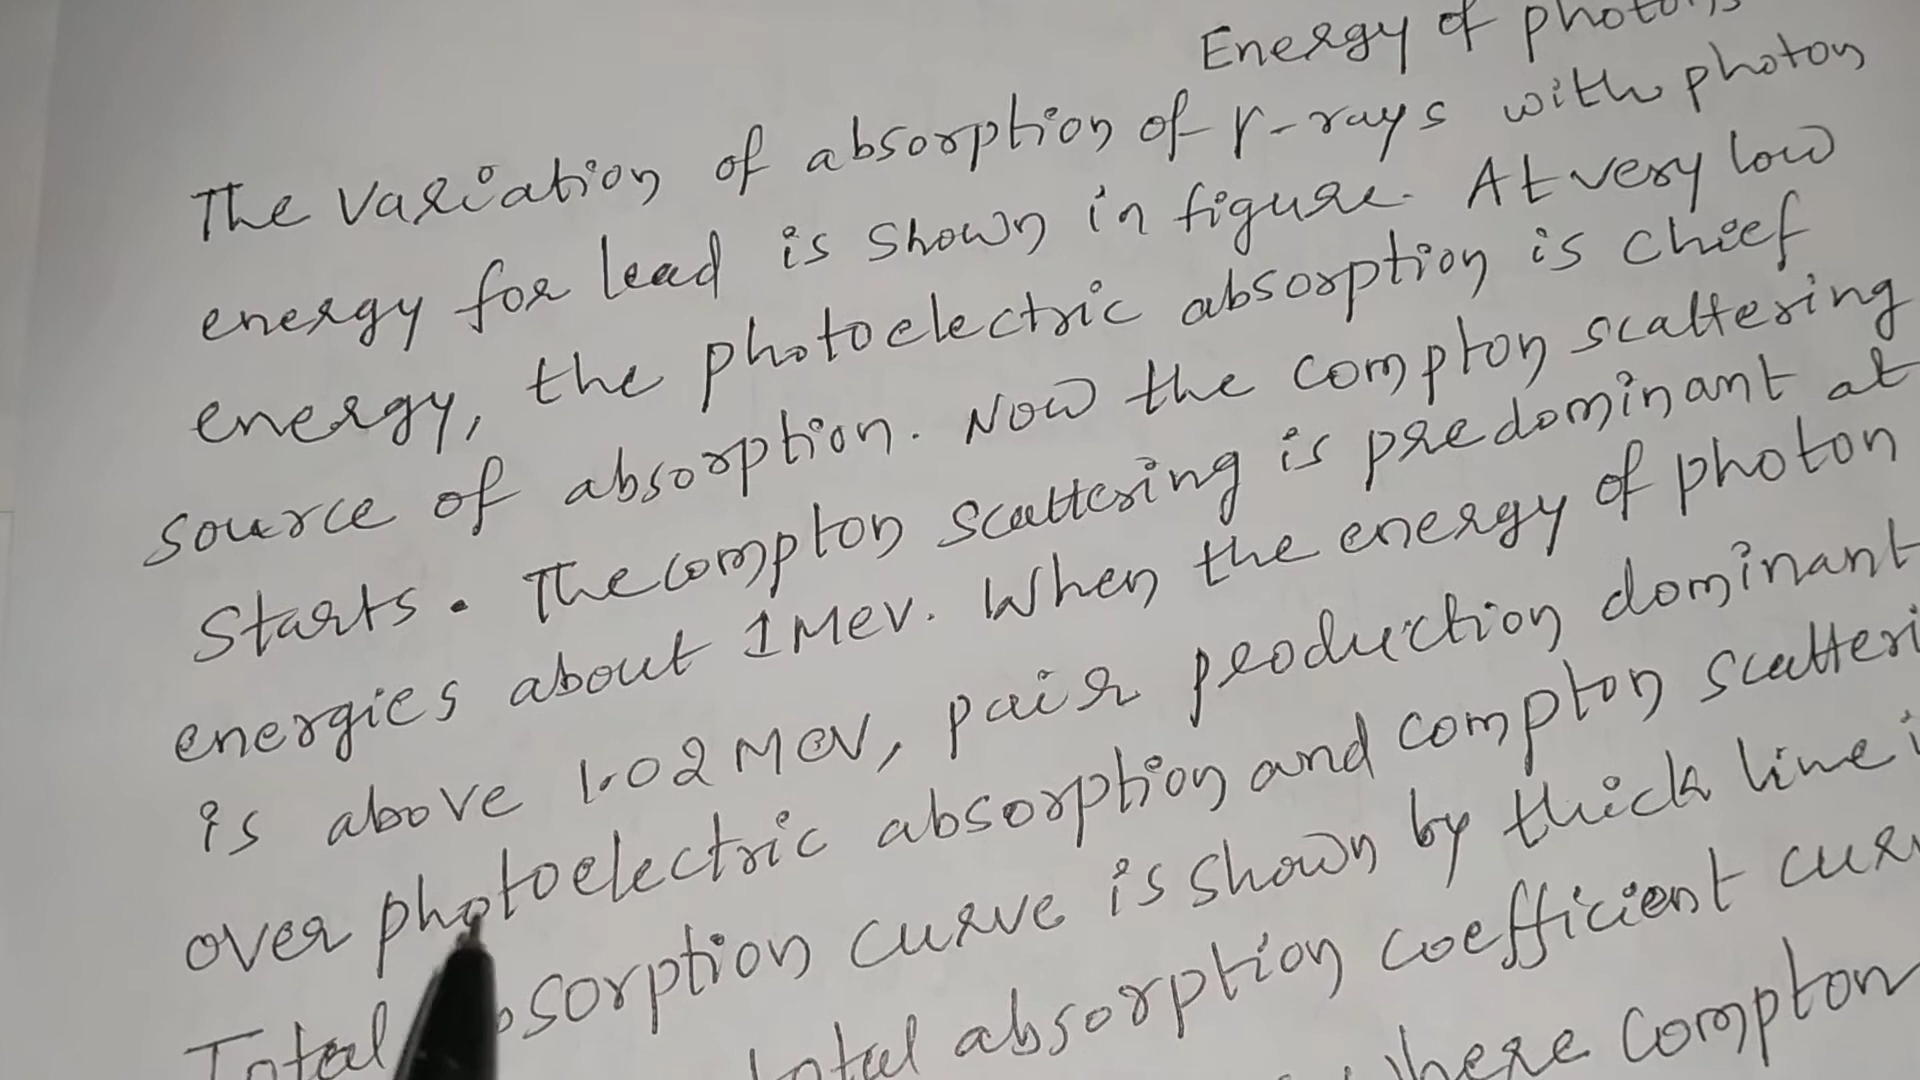 Energy of photons
The variation of absorption of γ-rays with photon
energy for lead is shown in figure. At very low
energy, the photoelectric absorption is chief
source of absorption. Now the compton scattering
starts. The compton scattering is predominant at
energies about 1 Mev. When the energy of photon
is above 1.02 MeV, pair production dominant
over photoelectric absorption and compton scatteri
Total absorption curve is shown by thick line i
total absorption coefficient cur
here compton